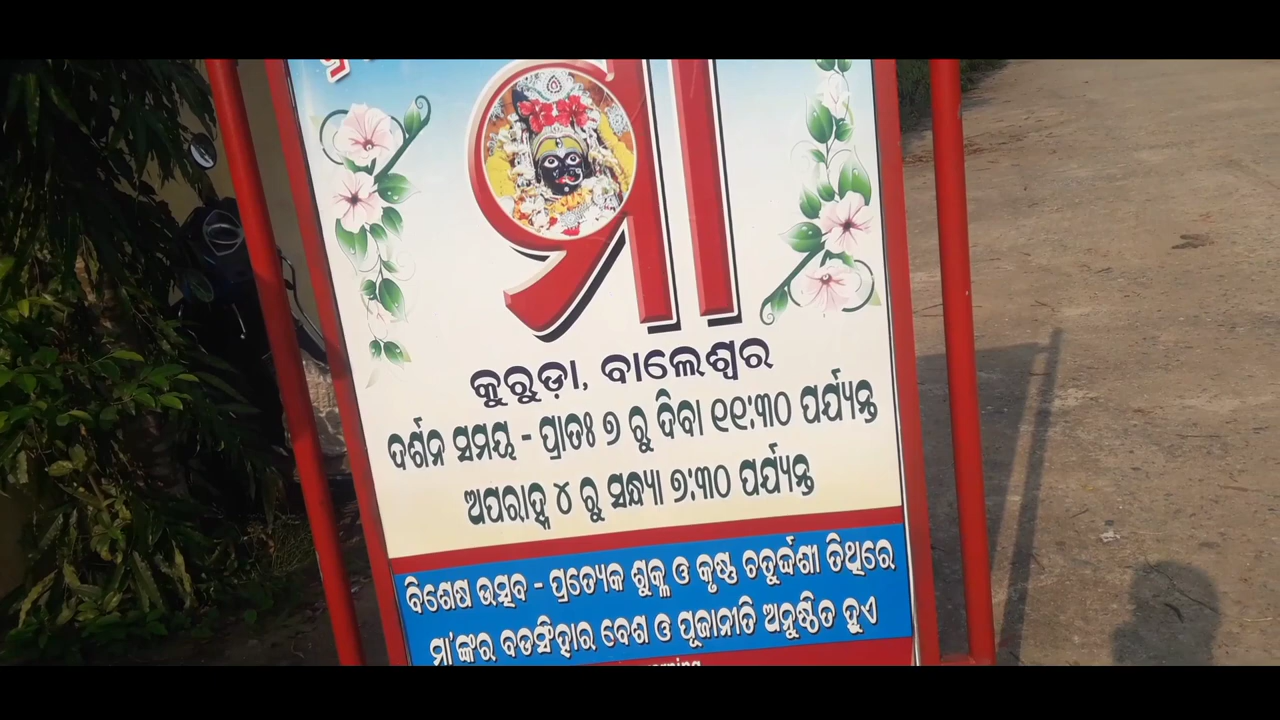 କୁରୁଡ଼ା, ବାଲେଶ୍ୱର
ଦର୍ଶନ ସମୟ - ପ୍ରାତଃ ୭ ରୁ ଦିବା ୧୧:୩୦ ପର୍ଯ୍ୟନ୍ତ
ଅପରାହ୍ନ ୪ ରୁ ସନ୍ଧ୍ୟା ୭:୩୦ ପର୍ଯ୍ୟନ୍ତ
ବିଶେଷ ଉତ୍ସବ - ପ୍ରତ୍ୟେକ ଶୁକ୍ଳ ଓ କୃଷ୍ଣ ଚତୁର୍ଦ୍ଦଶୀ ତିଥିରେ
ମା'ଙ୍କର ବଡସିଂହାର ବେଶ ଓ ପୂଜାନୀତି ଅନୁଷ୍ଠିତ ହୁଏ